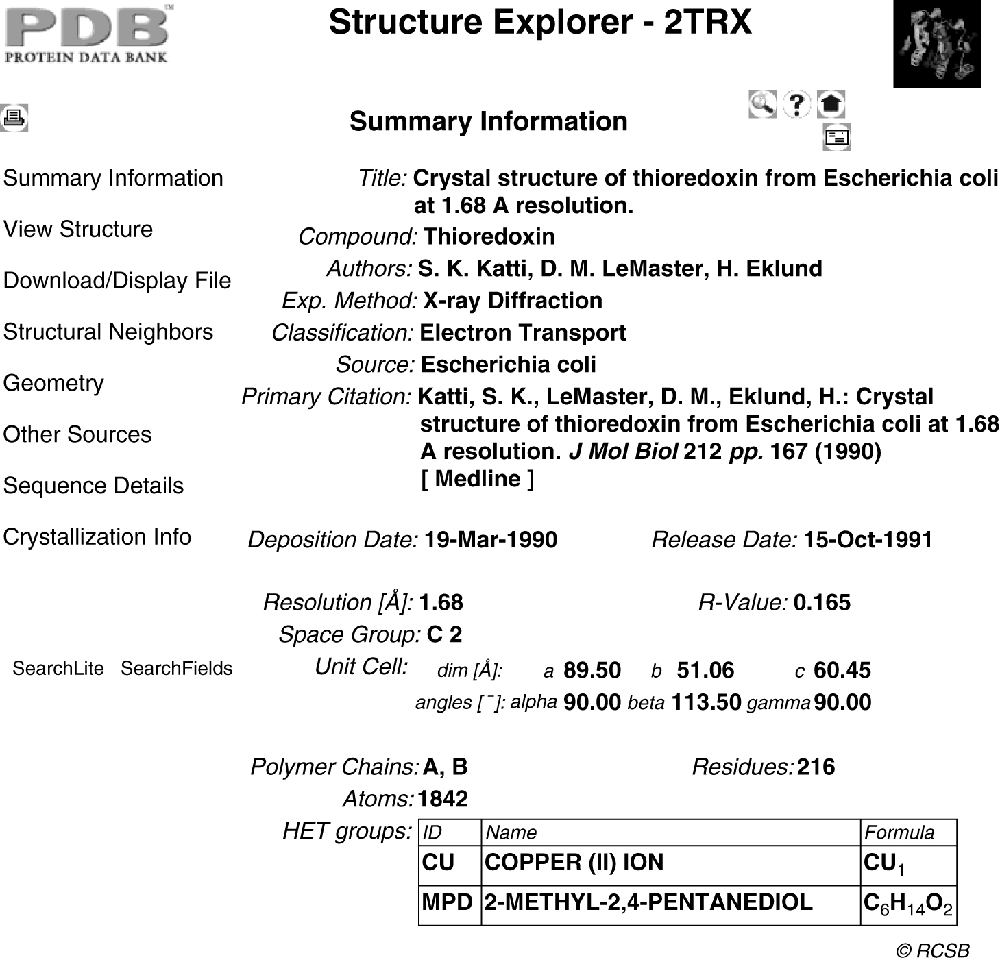 PDB™
PROTEIN DATA BANK
Structure Explorer - 2TRX
Summary Information
?
Summary Information
View Structure
Download/Display File
Structural Neighbors
Geometry
Other Sources
Sequence Details
Crystallization Info
SearchLite SearchFields
Title: Crystal structure of thioredoxin from Escherichia coli
at 1.68 A resolution.
Compound: Thioredoxin
Authors: S. K. Katti, D. M. LeMaster, H. Eklund
Exp. Method: X-ray Diffraction
Classification: Electron Transport
Source: Escherichia coli
Primary Citation: Katti, S. K., LeMaster, D. M., Eklund, H.: Crystal
structure of thioredoxin from Escherichia coli at 1.68
A resolution. J Mol Biol 212 pp. 167 (1990)
[ Medline ]
Deposition Date: 19-Mar-1990 Release Date: 15-Oct-1991
Resolution [Å]: 1.68 R-Value: 0.165
Space Group: C 2
Unit Cell: dim [Å]: a 89.50 b 51.06 c 60.45
angles [¯]: alpha 90.00 beta 113.50 gamma 90.00
Polymer Chains: A, B Residues: 216
Atoms: 1842
HET groups: ID Name Formula
CU COPPER (II) ION CU₁
MPD 2-METHYL-2,4-PENTANEDIOL C₆H₁₄O₂
© RCSB